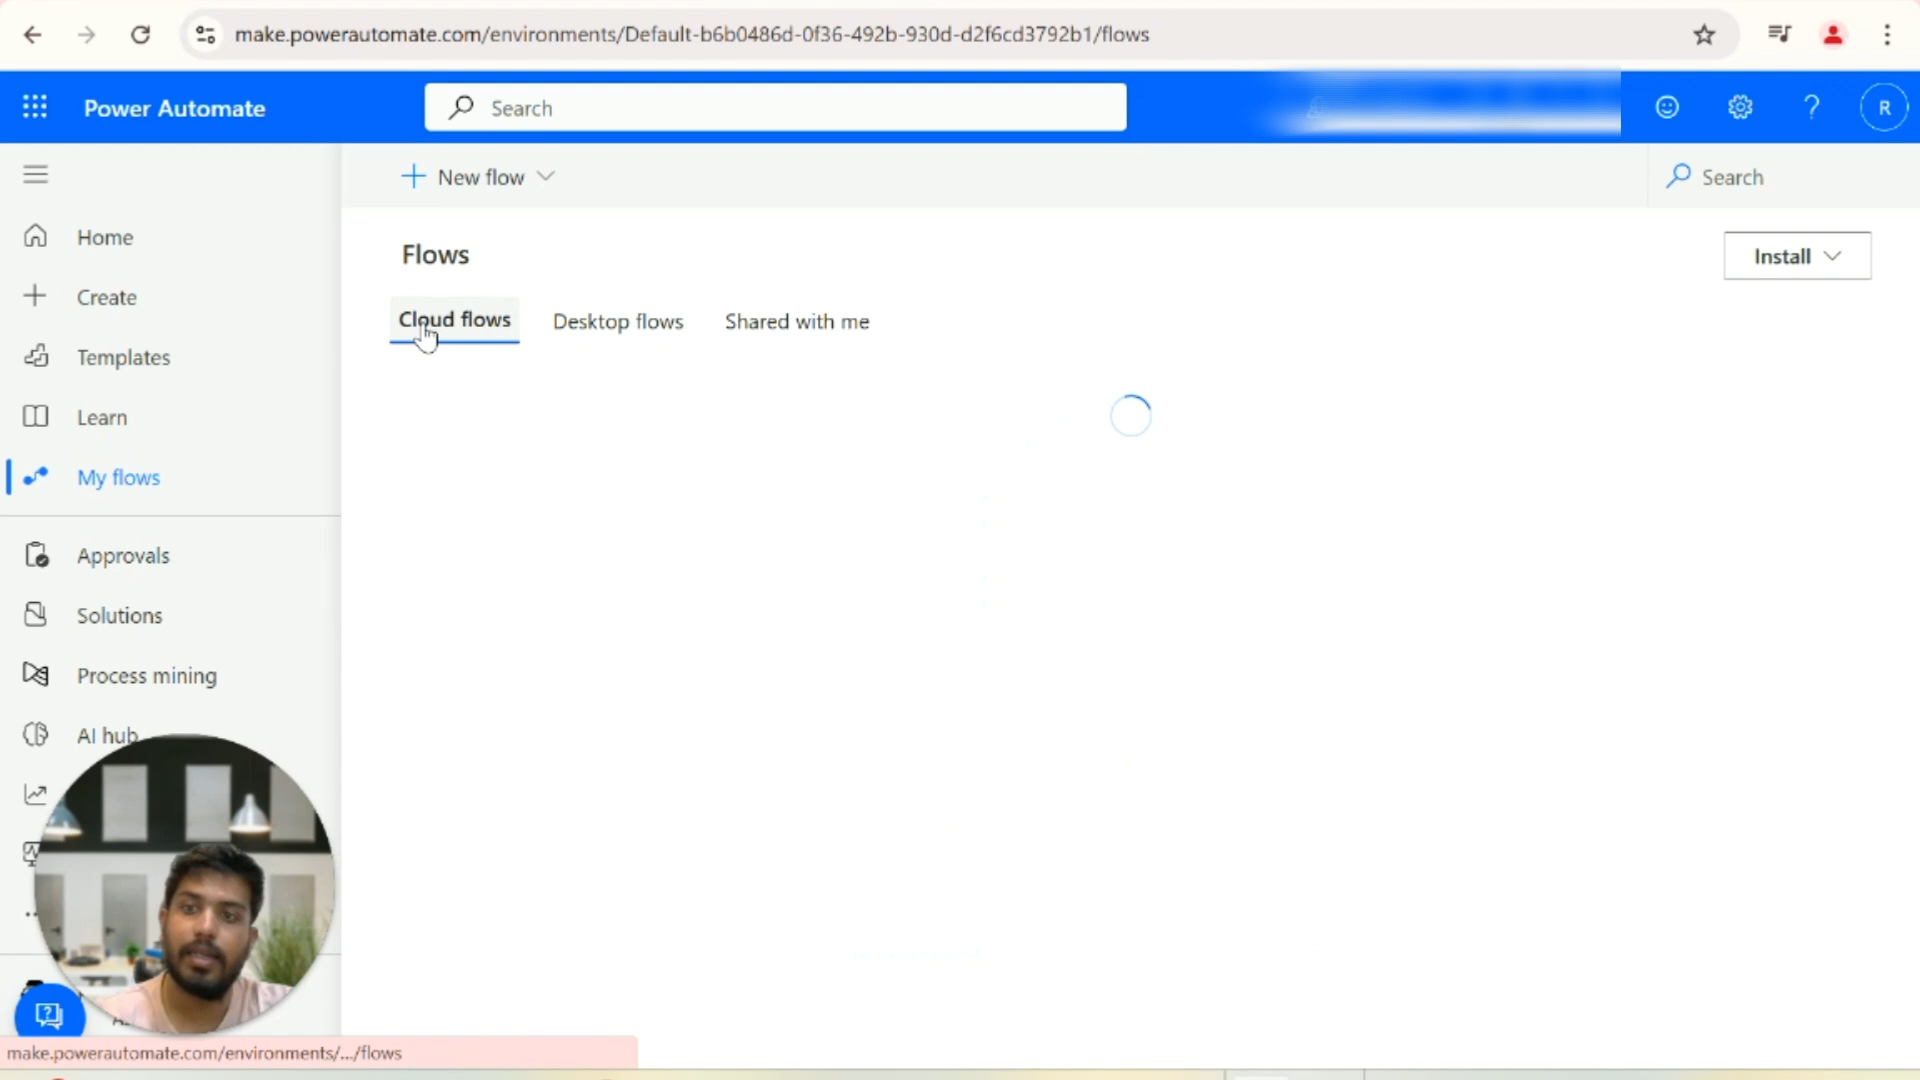 make.powerautomate.com/environments/Default-b6b0486d-0f36-492b-930d-d2f6cd3792b1/flows
Power Automate
Search
R
New flow
Search
Home
Flows
Install
Create
Cloud flows
Desktop flows
Shared with me
Templates
Learn
My flows
Approvals
Solutions
Process mining
AI hub
make.powerautomate.com/environments/.../flows